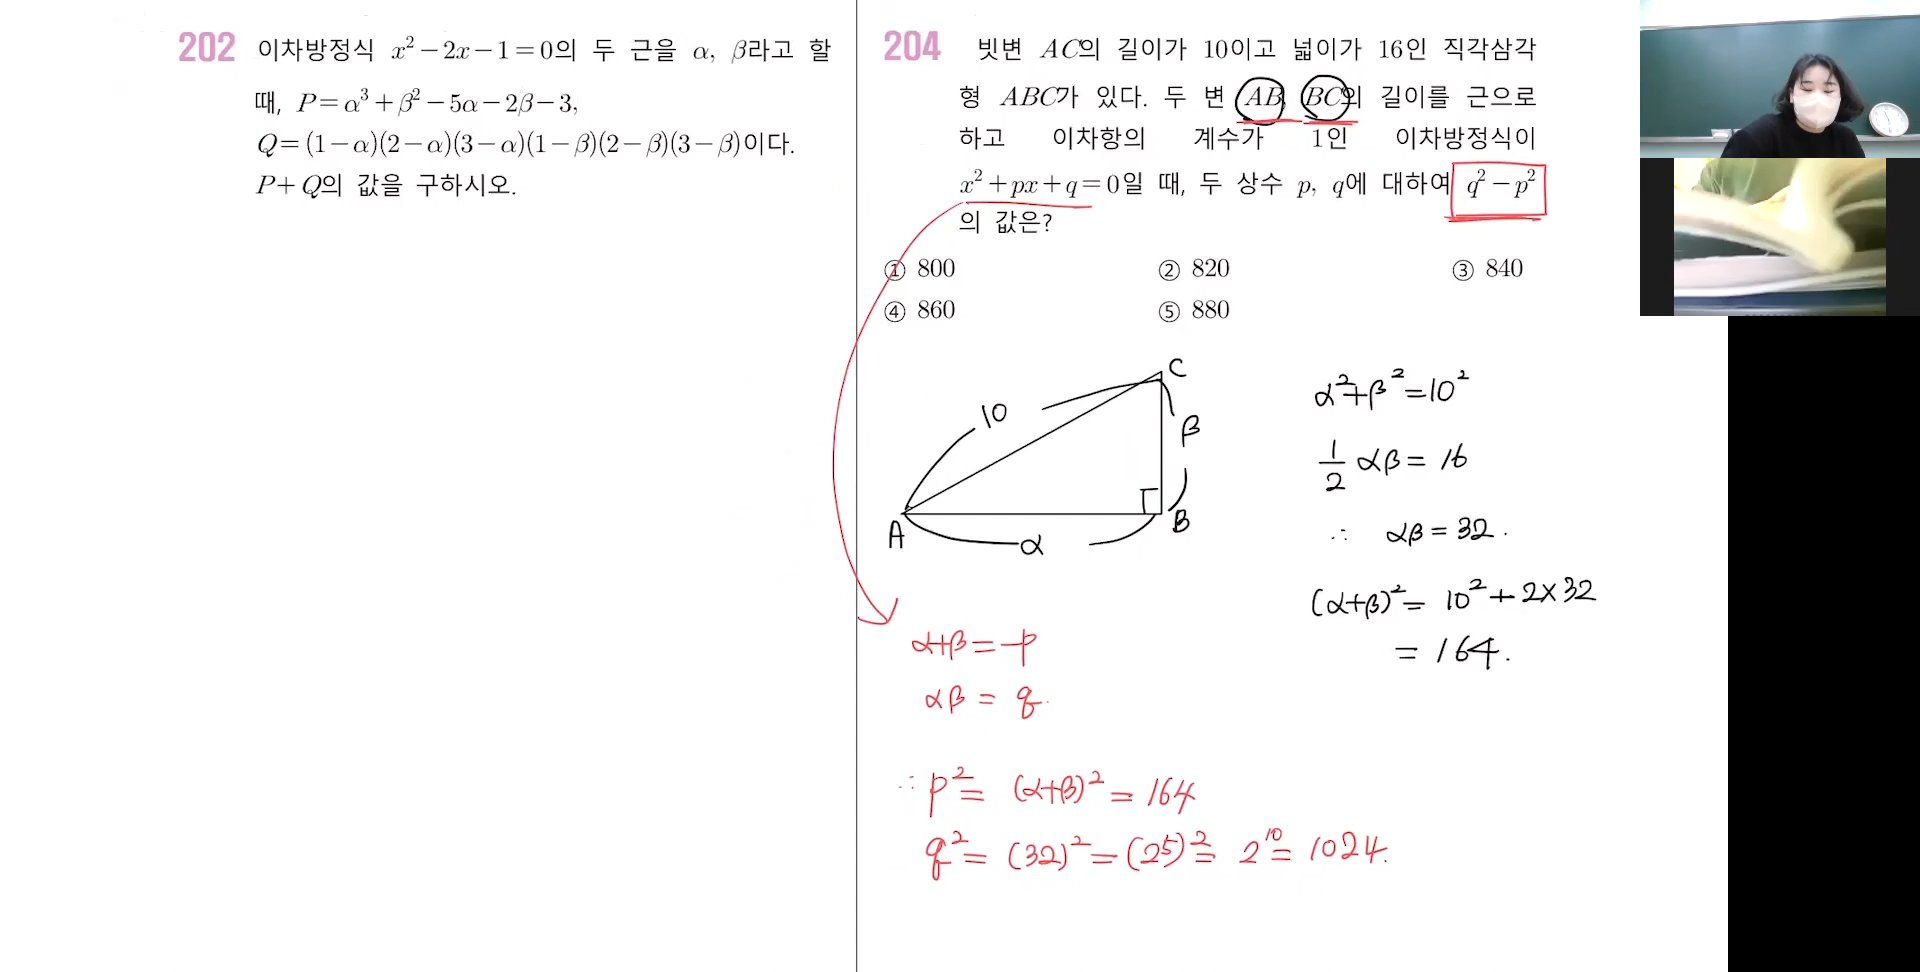 202 이차방정식 x² − 2x − 1 = 0의 두 근을 α, β라고 할
때, P = α³ + β² − 5α − 2β − 3,
Q = (1−α)(2−α)(3−α)(1−β)(2−β)(3−β)이다.
P+Q의 값을 구하시오.
204 빗변 AC의 길이가 10이고 넓이가 16인 직각삼각
형 ABC가 있다. 두 변 AB, BC의 길이를 근으로
하고 이차항의 계수가 1인 이차방정식이
x² + px + q = 0일 때, 두 상수 p, q에 대하여 q² − p²
의 값은?
① 800 ② 820 ③ 840
④ 860 ⑤ 880
C
10
β
A
B
α
α² + β² = 10²
1/2 αβ = 16
∴ αβ = 32.
(α+β)² = 10² + 2×32
= 164.
α+β = −p
αβ = q.
∴ p² = (α+β)² = 164
q² = (32)² = (2⁵)² = 2¹⁰ = 1024.